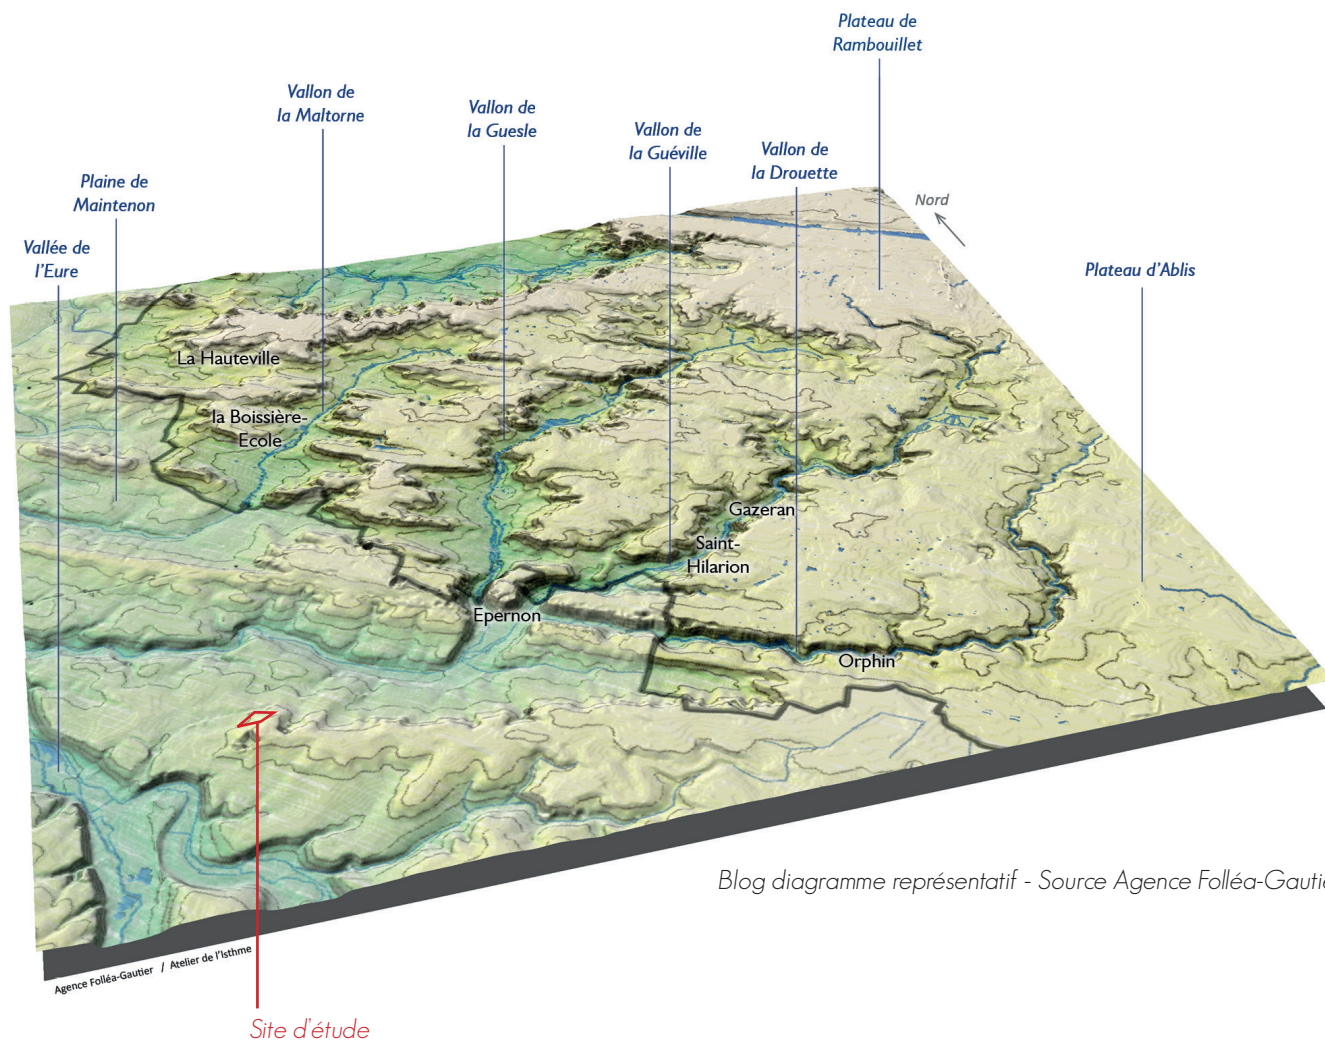 Plateau de
Rambouillet
Vallon de
la Maltorne
Vallon de
la Guesle
Vallon de
la Guéville
Vallon de
la Drouette
Plaine de
Maintenon
Nord
Vallée de
l'Eure
Plateau d'Ablis
La Hauteville
la Boissière-
Ecole
Gazeran
Saint-
Hilarion
Epernon
Orphin
Blog diagramme représentatif - Source Agence Folléa-Gautie
Agence Folléa-Gautier / Atelier de l'Isthme
Site d'étude